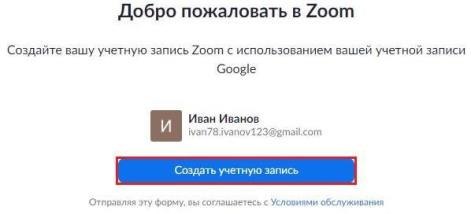 Добро пожаловать в Zoom
Создайте вашу учетную запись Zoom с использованием вашей учетной записи
Google
И
Иван Иванов
ivan78.ivanov123@gmail.com
Создать учетную запись
Отправляя эту форму, вы соглашаетесь с Условиями обслуживания